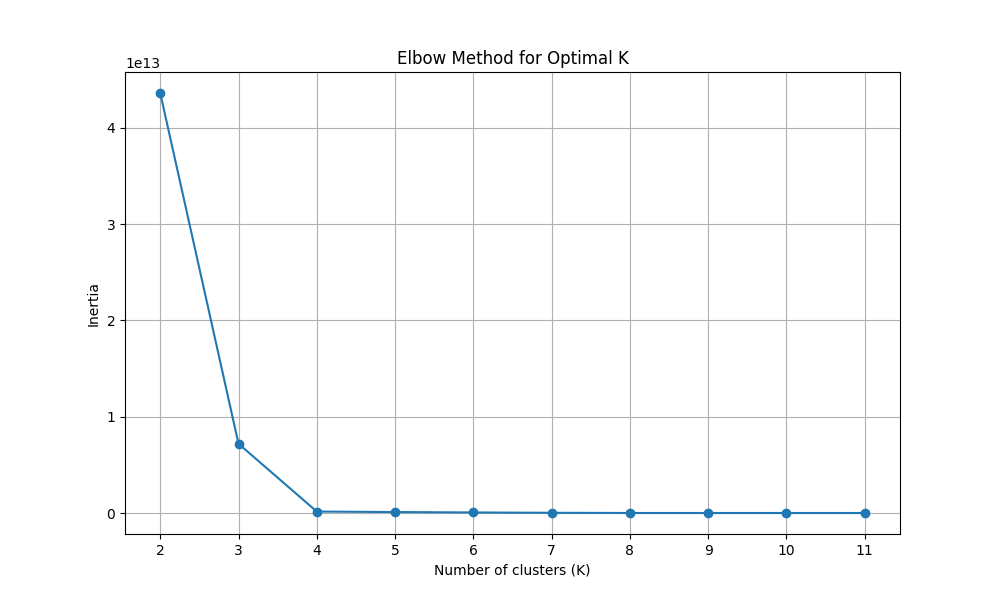 Elbow Method for Optimal K
1e13
4
3
2
1
0
Inertia
2 3 4 5 6 7 8 9 10 11
Number of clusters (K)